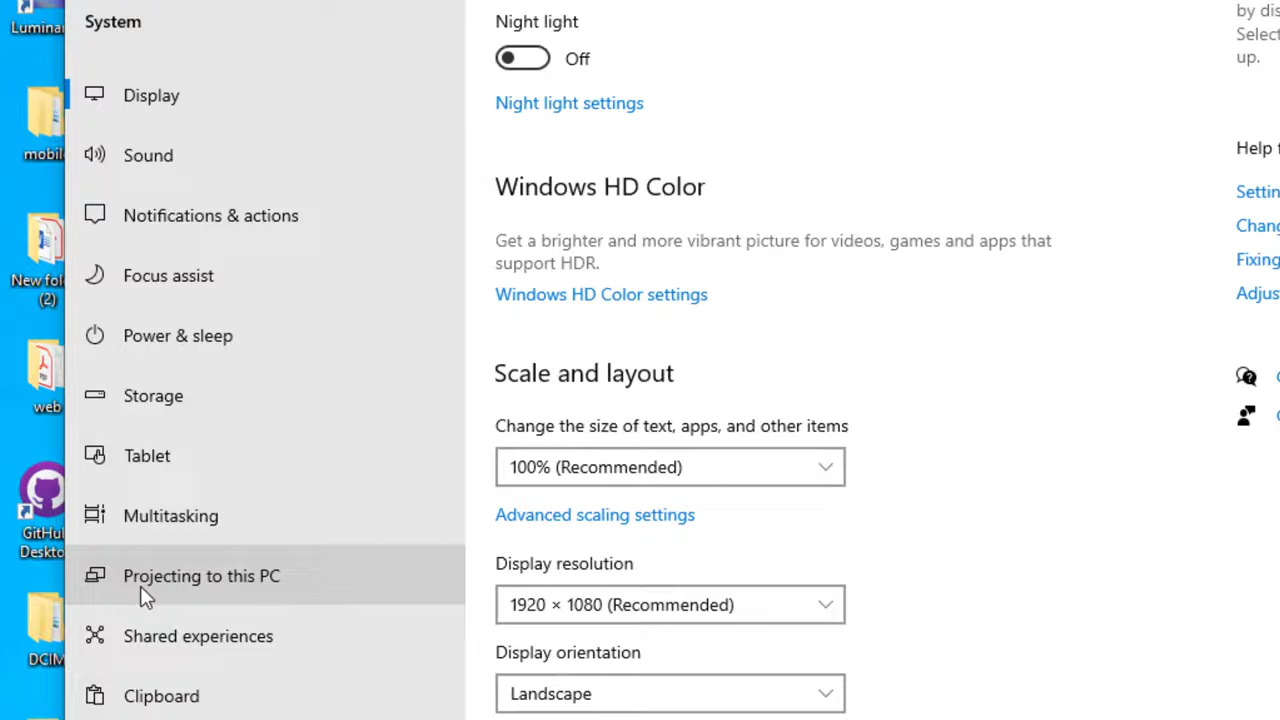 Luminar
mobil
New fol
(2)
web
GitHu
Deskto
DCIM
System
Display
Sound
Notifications & actions
Focus assist
Power & sleep
Storage
Tablet
Multitasking
Projecting to this PC
Shared experiences
Clipboard
Night light
Off
Night light settings
Windows HD Color
Get a brighter and more vibrant picture for videos, games and apps that
support HDR.
Windows HD Color settings
Scale and layout
Change the size of text, apps, and other items
100% (Recommended)
Advanced scaling settings
Display resolution
1920 × 1080 (Recommended)
Display orientation
Landscape
by dis
Selec
up.
Help f
Settin
Chang
Fixing
Adjus